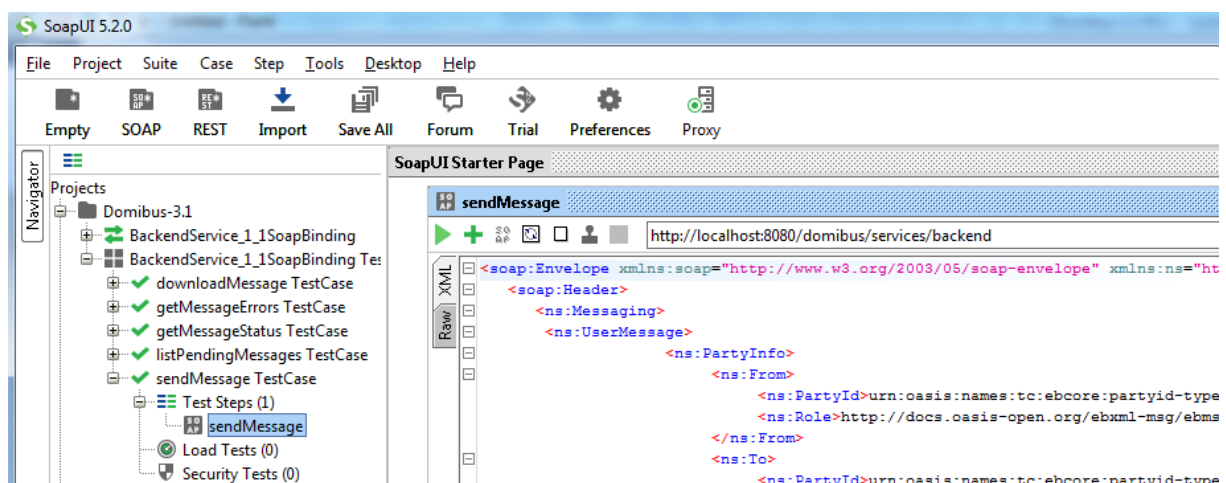 SoapUI 5.2.0
File Project Suite Case Step Tools Desktop Help
Empty SOAP REST Import Save All Forum Trial Preferences Proxy
Navigator
Projects
Domibus-3.1
BackendService_1_1SoapBinding
BackendService_1_1SoapBinding Tes
downloadMessage TestCase
getMessageErrors TestCase
getMessageStatus TestCase
listPendingMessages TestCase
sendMessage TestCase
Test Steps (1)
sendMessage
Load Tests (0)
Security Tests (0)
SoapUI Starter Page
sendMessage
http://localhost:8080/domibus/services/backend
XML
Raw
<soap:Envelope xmlns:soap="http://www.w3.org/2003/05/soap-envelope" xmlns:ns="ht
<soap:Header>
<ns:Messaging>
<ns:UserMessage>
<ns:PartyInfo>
<ns:From>
<ns:PartyId>urn:oasis:names:tc:ebcore:partyid-type
<ns:Role>http://docs.oasis-open.org/ebxml-msg/ebms
</ns:From>
<ns:To>
<ns:PartyId>urn:oasis:names:tc:ebcore:partyid-type